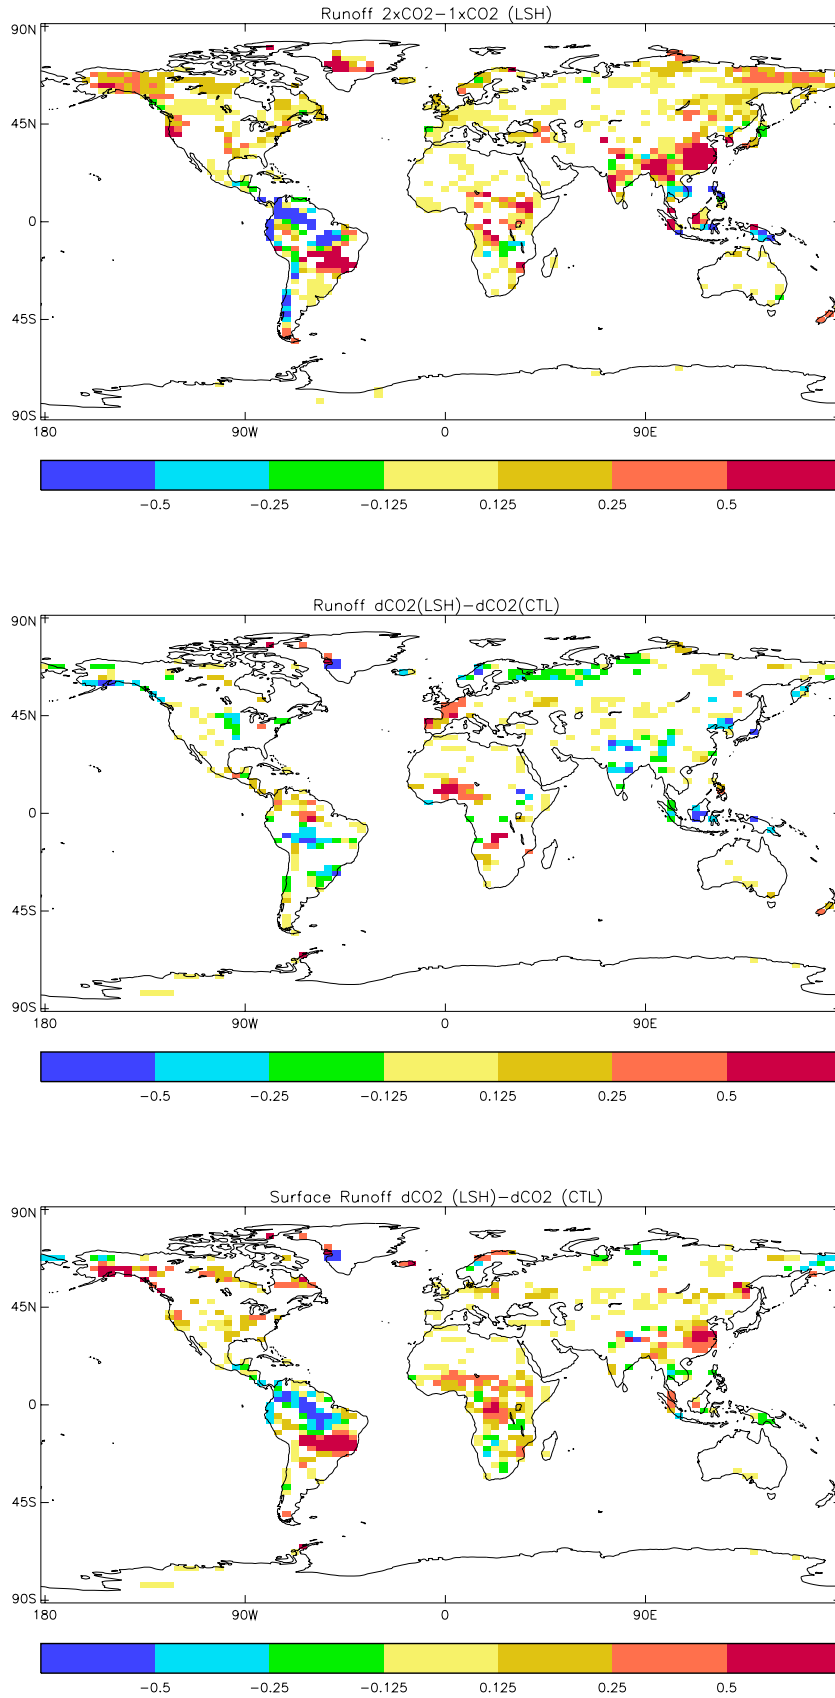 Runoff 2xCO2-1xCO2 (LSH)
90N
45N
0
45S
90S
180 90W 0 90E
-0.5 -0.25 -0.125 0.125 0.25 0.5
Runoff dCO2(LSH)-dCO2(CTL)
90N
45N
0
45S
90S
180 90W 0 90E
-0.5 -0.25 -0.125 0.125 0.25 0.5
Surface Runoff dCO2 (LSH)-dCO2 (CTL)
90N
45N
0
45S
90S
180 90W 0 90E
-0.5 -0.25 -0.125 0.125 0.25 0.5